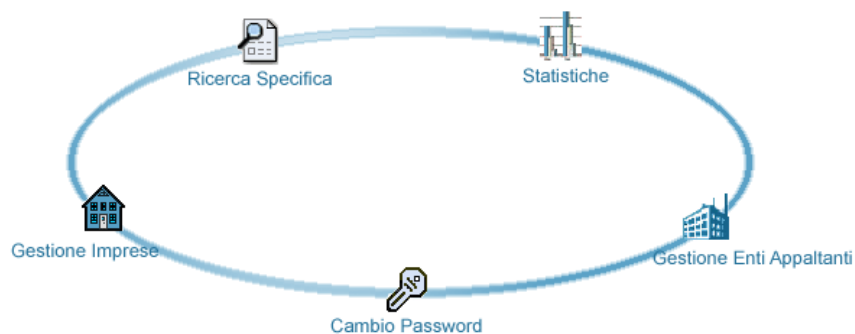 Ricerca Specifica
Statistiche
Gestione Imprese
Gestione Enti Appaltanti
Cambio Password